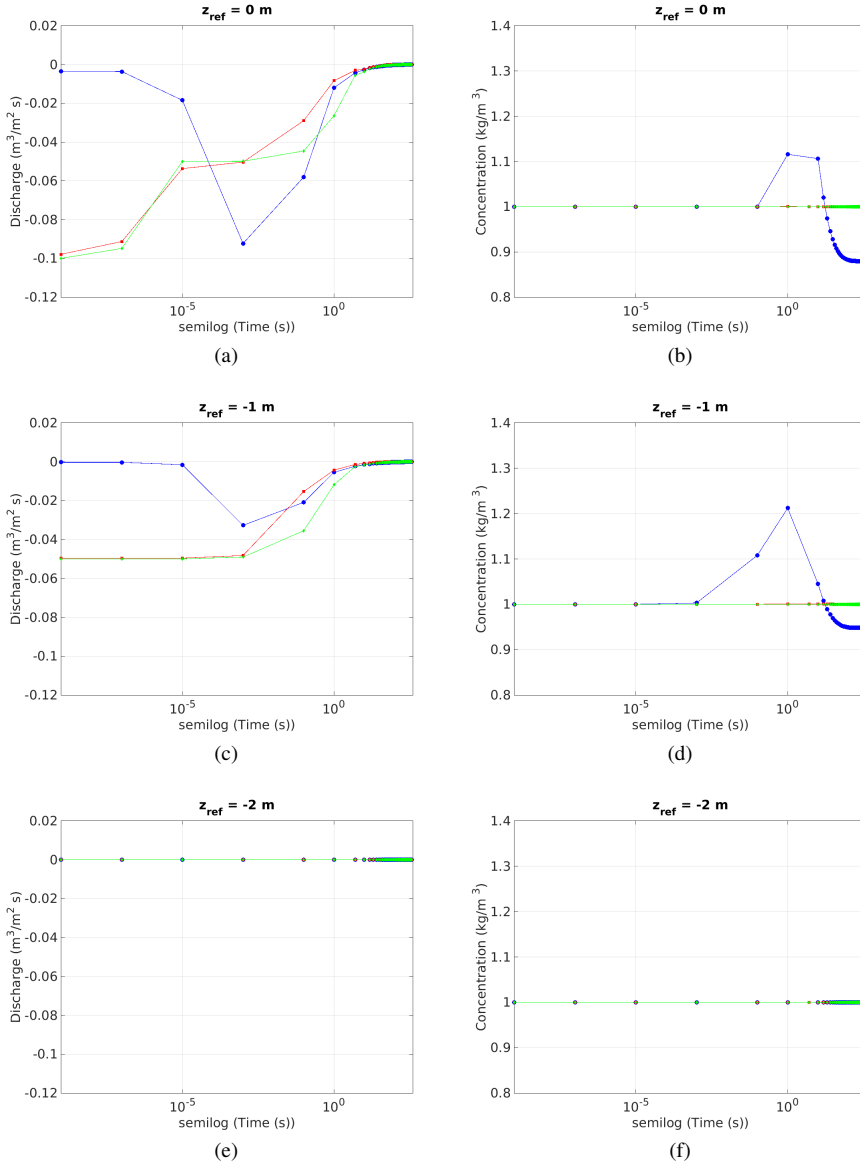 z_ref = 0 m
Discharge (m^3/m^2 s)
0.02
0
-0.02
-0.04
-0.06
-0.08
-0.1
-0.12
10^-5
10^0
semilog (Time (s))
(a)
z_ref = 0 m
Concentration (kg/m^3)
1.4
1.3
1.2
1.1
1
0.9
0.8
10^-5
10^0
semilog (Time (s))
(b)
z_ref = -1 m
Discharge (m^3/m^2 s)
0.02
0
-0.02
-0.04
-0.06
-0.08
-0.1
-0.12
10^-5
10^0
semilog (Time (s))
(c)
z_ref = -1 m
Concentration (kg/m^3)
1.4
1.3
1.2
1.1
1
0.9
0.8
10^-5
10^0
semilog (Time (s))
(d)
z_ref = -2 m
Discharge (m^3/m^2 s)
0.02
0
-0.02
-0.04
-0.06
-0.08
-0.1
-0.12
10^-5
10^0
semilog (Time (s))
(e)
z_ref = -2 m
Concentration (kg/m^3)
1.4
1.3
1.2
1.1
1
0.9
0.8
10^-5
10^0
semilog (Time (s))
(f)